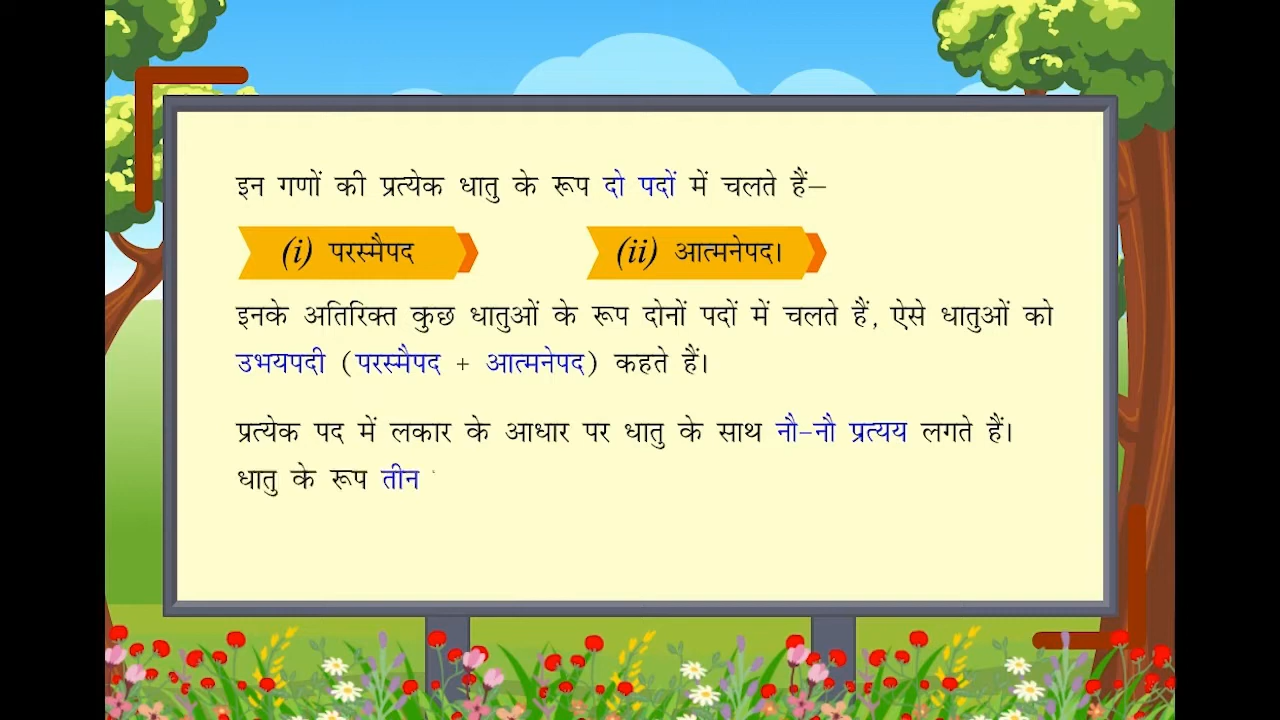 इन गणों की प्रत्येक धातु के रूप दो पदों में चलते हैं–
(i) परस्मैपद (ii) आत्मनेपद।
इनके अतिरिक्त कुछ धातुओं के रूप दोनों पदों में चलते हैं, ऐसे धातुओं को
उभयपदी (परस्मैपद + आत्मनेपद) कहते हैं।
प्रत्येक पद में लकार के आधार पर धातु के साथ नौ-नौ प्रत्यय लगते हैं।
धातु के रूप तीन